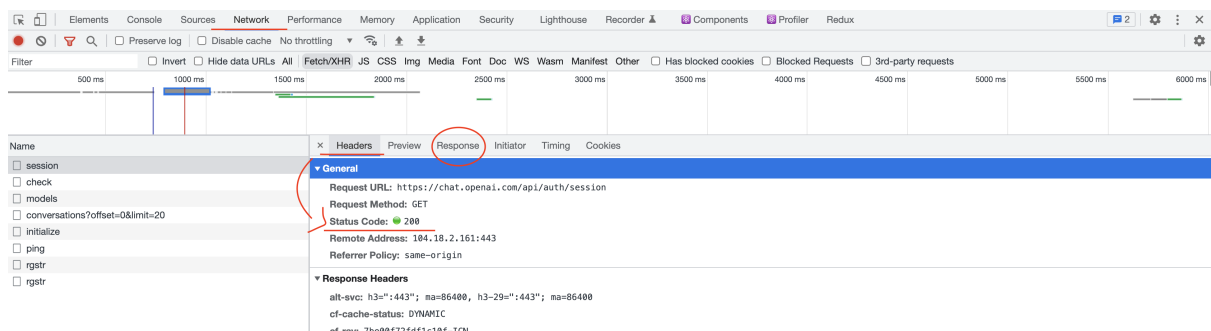 Elements Console Sources Network Performance Memory Application Security Lighthouse Recorder Components Profiler Redux 2
Preserve log Disable cache No throttling
Filter Invert Hide data URLs All Fetch/XHR JS CSS Img Media Font Doc WS Wasm Manifest Other Has blocked cookies Blocked Requests 3rd-party requests
500 ms 1000 ms 1500 ms 2000 ms 2500 ms 3000 ms 3500 ms 4000 ms 4500 ms 5000 ms 5500 ms 6000 ms
Name
session
check
models
conversations?offset=0&limit=20
initialize
ping
rgstr
rgstr
Headers Preview Response Initiator Timing Cookies
General
Request URL: https://chat.openai.com/api/auth/session
Request Method: GET
Status Code: 200
Remote Address: 104.18.2.161:443
Referrer Policy: same-origin
Response Headers
alt-svc: h3=":443"; ma=86400, h3-29=":443"; ma=86400
cf-cache-status: DYNAMIC